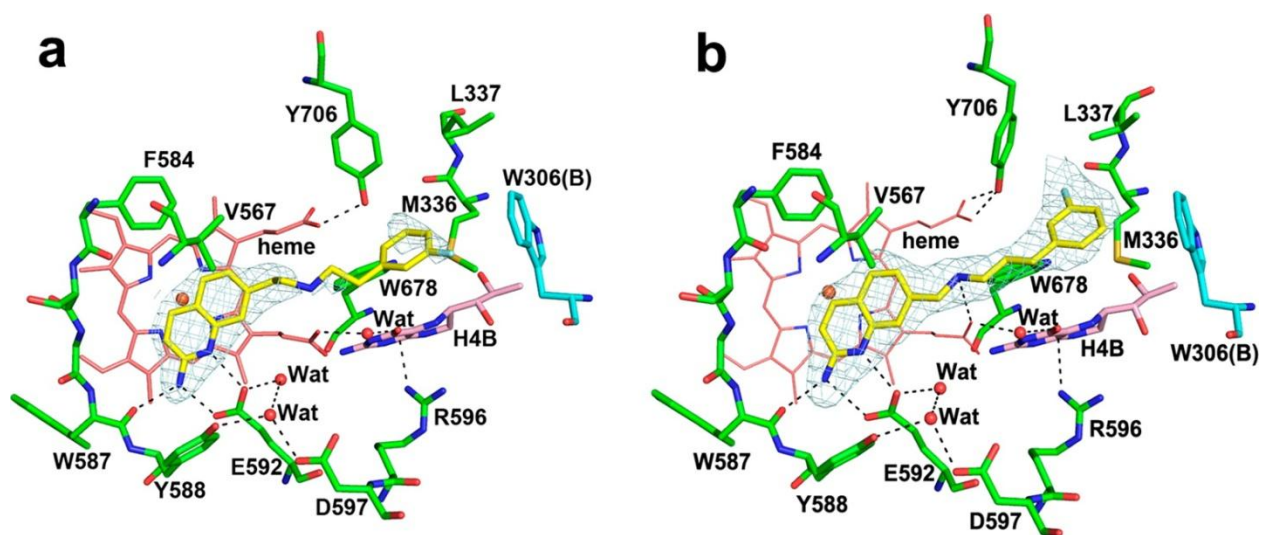 a
Y706
L337
F584
V567
M336
W306(B)
heme
W678
Wat
H4B
Wat
Wat
R596
W587
Y588
E592
D597
b
Y706
L337
F584
V567
heme
M336
W678
Wat
H4B
W306(B)
Wat
Wat
R596
W587
Y588
E592
D597